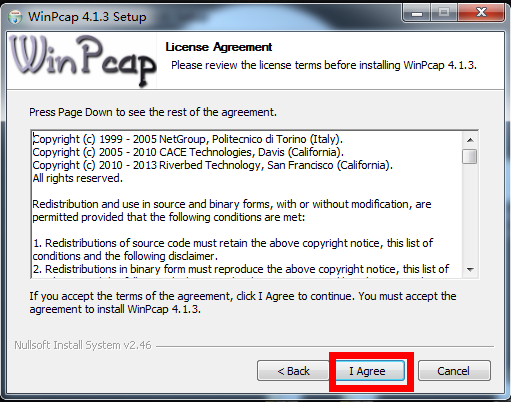 WinPcap 4.1.3 Setup
WinPcap
License Agreement
Please review the license terms before installing WinPcap 4.1.3.
Press Page Down to see the rest of the agreement.
Copyright (c) 1999 - 2005 NetGroup, Politecnico di Torino (Italy).
Copyright (c) 2005 - 2010 CACE Technologies, Davis (California).
Copyright (c) 2010 - 2013 Riverbed Technology, San Francisco (California).
All rights reserved.
Redistribution and use in source and binary forms, with or without modification, are
permitted provided that the following conditions are met:
1. Redistributions of source code must retain the above copyright notice, this list of
conditions and the following disclaimer.
2. Redistributions in binary form must reproduce the above copyright notice, this list of
If you accept the terms of the agreement, click I Agree to continue. You must accept the
agreement to install WinPcap 4.1.3.
Nullsoft Install System v2.46
< Back
I Agree
Cancel